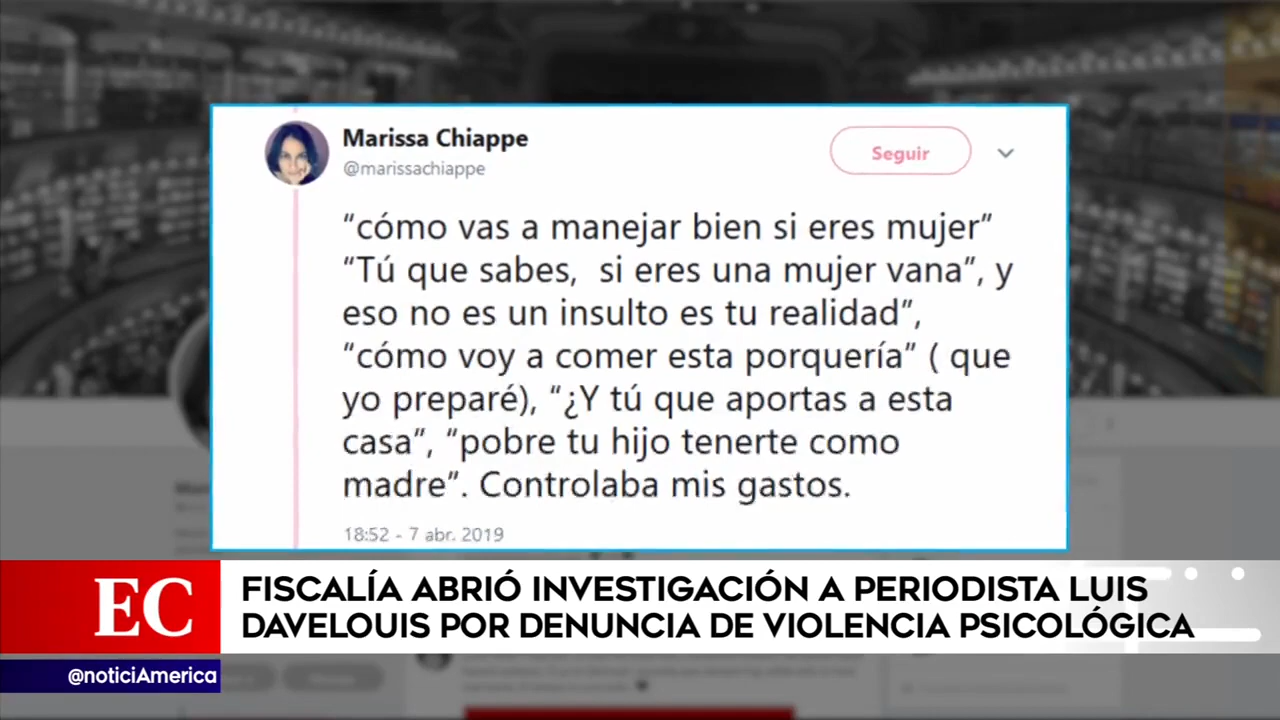 Marissa Chiappe
@marissachiappe
Seguir
“cómo vas a manejar bien si eres mujer”
“Tú que sabes, si eres una mujer vana”, y
eso no es un insulto es tu realidad”,
“cómo voy a comer esta porquería” ( que
yo preparé), “¿Y tú que aportas a esta
casa”, “pobre tu hijo tenerte como
madre”. Controlaba mis gastos.
18:52 - 7 abr. 2019
EC
FISCALÍA ABRIÓ INVESTIGACIÓN A PERIODISTA LUIS
DAVELOUIS POR DENUNCIA DE VIOLENCIA PSICOLÓGICA
@noticiAmerica